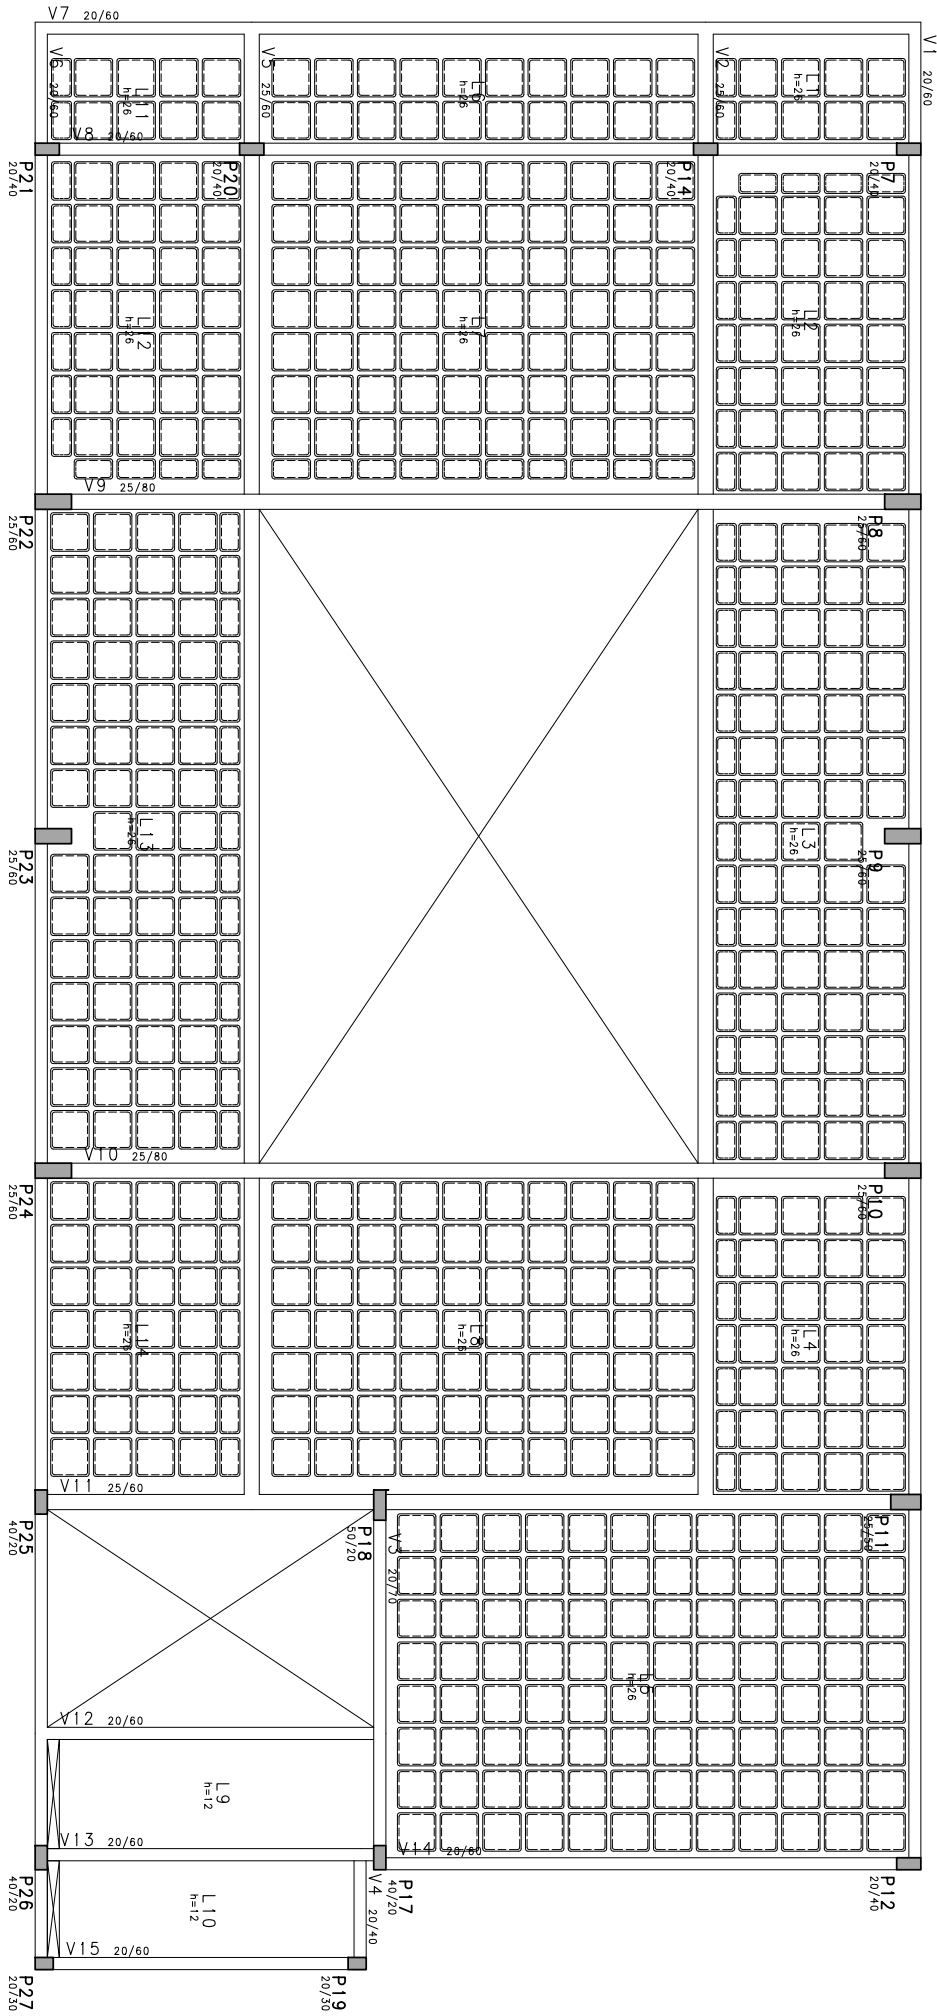 V7 20/60
V1 20/60
V6 20/60
V5 25/60
V2 25/60
L11
h=26
L6
h=26
L1
h=26
V8 20/60
P21
20/40
P20
20/40
P14
20/40
P7
20/40
L12
h=26
L7
h=26
L2
h=26
V9 25/80
P22
25/60
P8
25/60
L13
h=26
L3
h=26
P23
25/60
P9
25/60
V10 25/80
P24
25/60
P10
25/60
L14
h=26
L8
h=26
L4
h=26
V11 25/60
P25
40/20
P18
50/20
V3 20/70
P11
25/50
L5
h=26
V12 20/60
L9
h=12
V13 20/60
V14 20/60
P26
40/20
L10
h=12
V4 20/40
P17
40/20
P12
20/40
V15 20/60
P27
20/30
P19
20/30